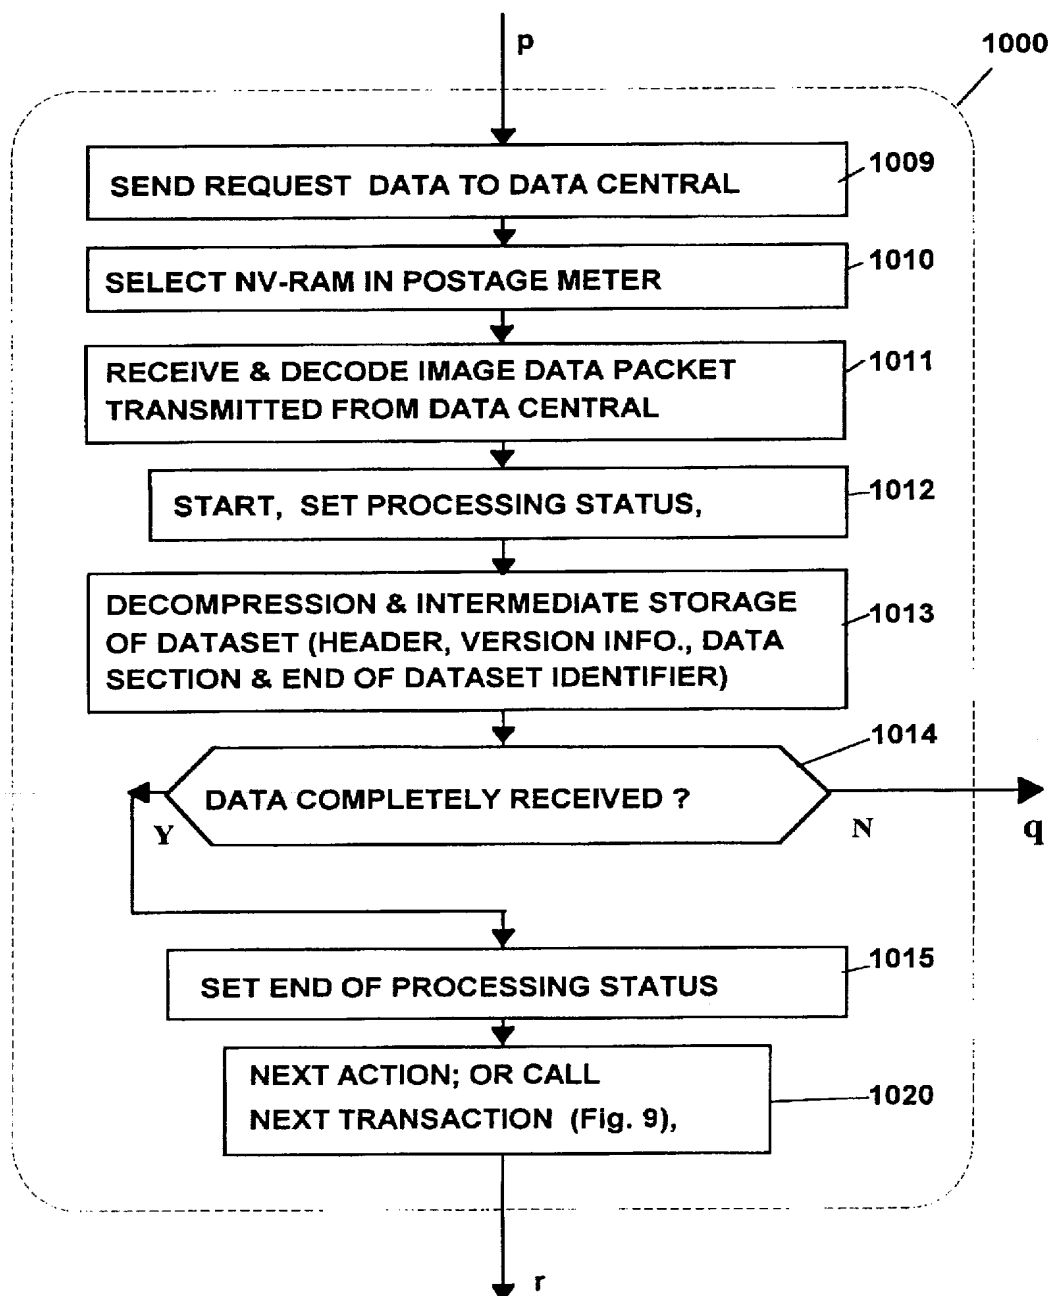 p
1000
1009
SEND REQUEST DATA TO DATA CENTRAL
1010
SELECT NV-RAM IN POSTAGE METER
1011
RECEIVE & DECODE IMAGE DATA PACKET
TRANSMITTED FROM DATA CENTRAL
1012
START, SET PROCESSING STATUS,
1013
DECOMPRESSION & INTERMEDIATE STORAGE
OF DATASET (HEADER, VERSION INFO., DATA
SECTION & END OF DATASET IDENTIFIER)
1014
DATA COMPLETELY RECEIVED ?
Y
N
q
1015
SET END OF PROCESSING STATUS
NEXT ACTION; OR CALL
1020
NEXT TRANSACTION (Fig. 9),
r